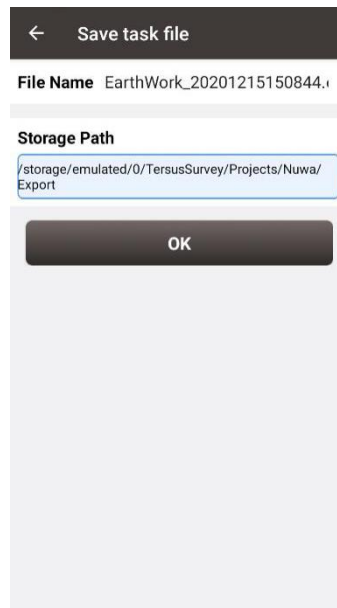 Save task file
File Name EarthWork_20201215150844.
Storage Path
/storage/emulated/0/TersusSurvey/Projects/Nuwa/
Export
OK